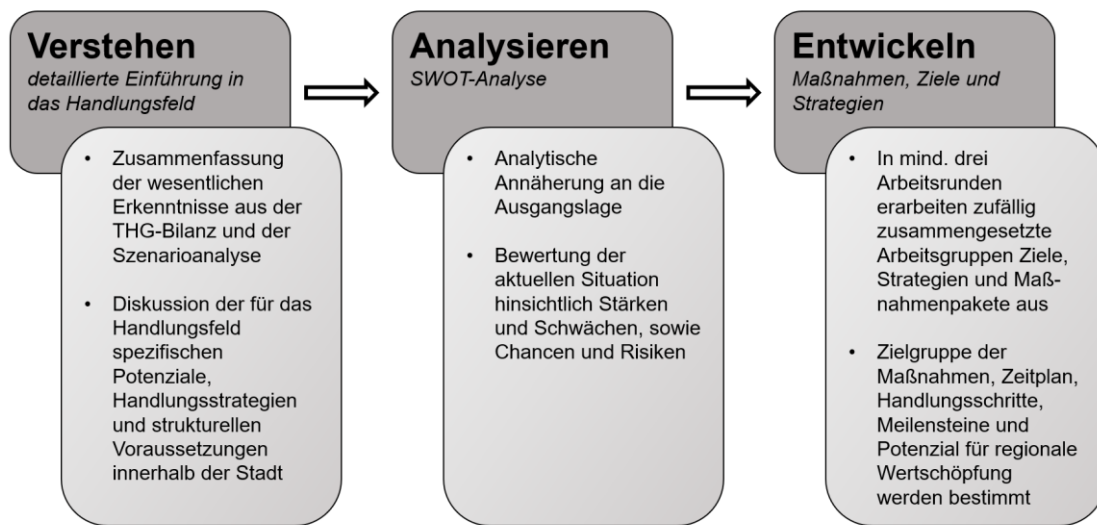 Verstehen
detaillierte Einführung in
das Handlungsfeld
• Zusammenfassung
der wesentlichen
Erkenntnisse aus der
THG-Bilanz und der
Szenarioanalyse
• Diskussion der für das
Handlungsfeld
spezifischen
Potenziale,
Handlungsstrategien
und strukturellen
Voraussetzungen
innerhalb der Stadt
Analysieren
SWOT-Analyse
• Analytische
Annäherung an die
Ausgangslage
• Bewertung der
aktuellen Situation
hinsichtlich Stärken
und Schwächen, sowie
Chancen und Risiken
Entwickeln
Maßnahmen, Ziele und
Strategien
• In mind. drei
Arbeitsrunden
erarbeiten zufällig
zusammengesetzte
Arbeitsgruppen Ziele,
Strategien und Maß-
nahmenpakete aus
• Zielgruppe der
Maßnahmen, Zeitplan,
Handlungsschritte,
Meilensteine und
Potenzial für regionale
Wertschöpfung
werden bestimmt